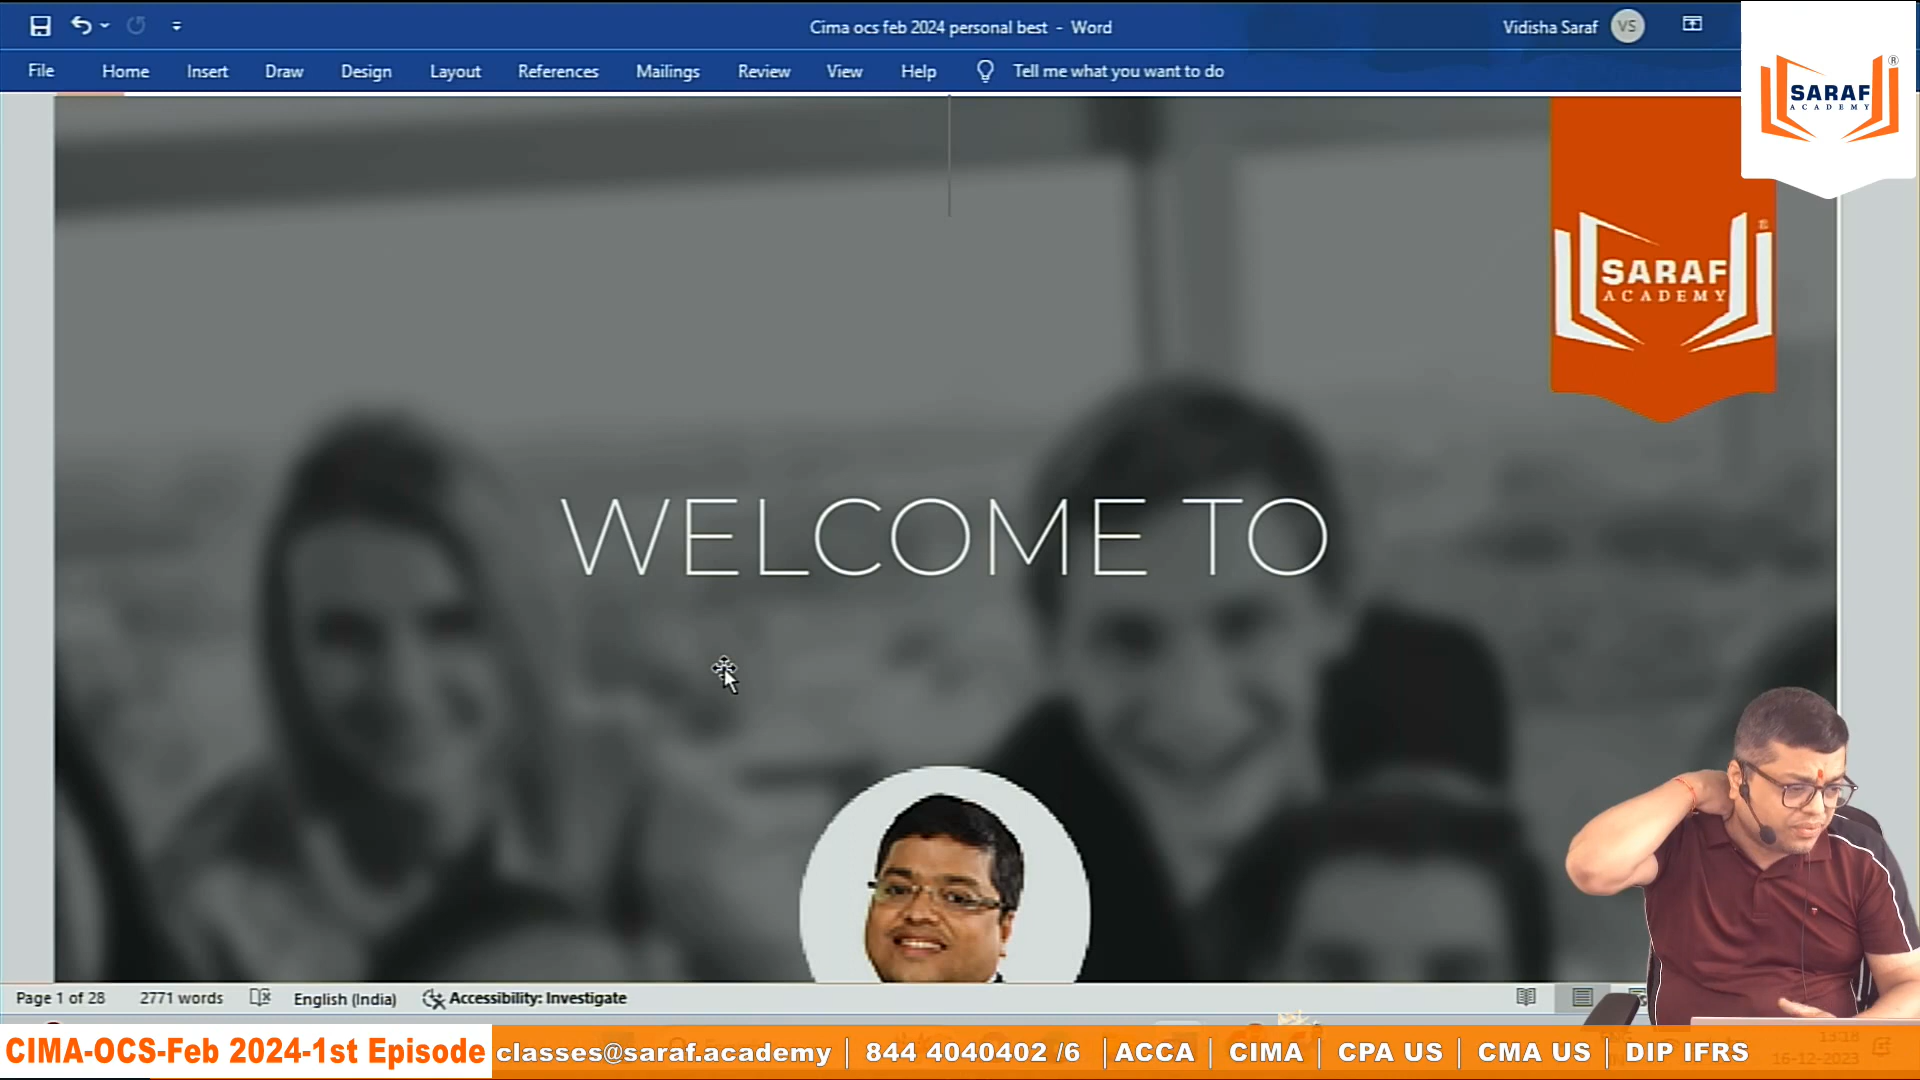 Cima ocs feb 2024 personal best - Word
Vidisha Saraf VS
File Home Insert Draw Design Layout References Mailings Review View Help Tell me what you want to do
SARAF ®
ACADEMY
SARAF ®
ACADEMY
WELCOME TO
Page 1 of 28 2771 words English (India) Accessibility: Investigate
CIMA-OCS-Feb 2024-1st Episode classes@saraf.academy | 844 4040402 /6 | ACCA | CIMA | CPA US | CMA US | DIP IFRS
16-12-2023